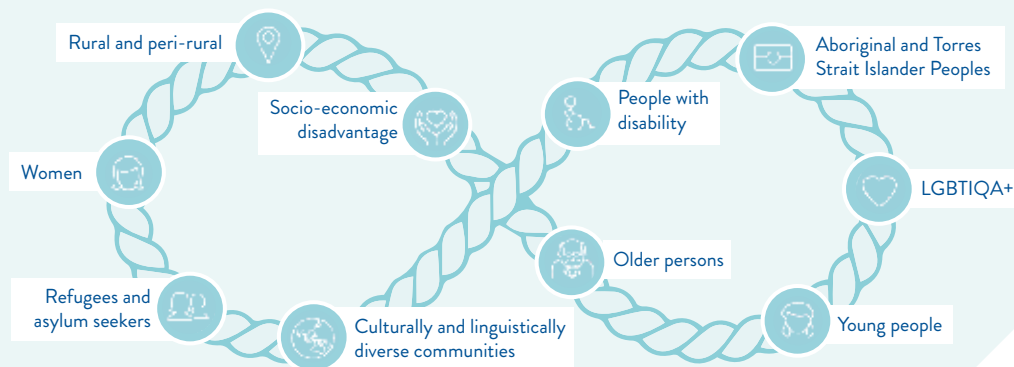 Rural and peri-rural
Socio-economic
disadvantage
Women
Refugees and
asylum seekers
Culturally and linguistically
diverse communities
People with
disability
Aboriginal and Torres
Strait Islander Peoples
LGBTIQA+
Older persons
Young people